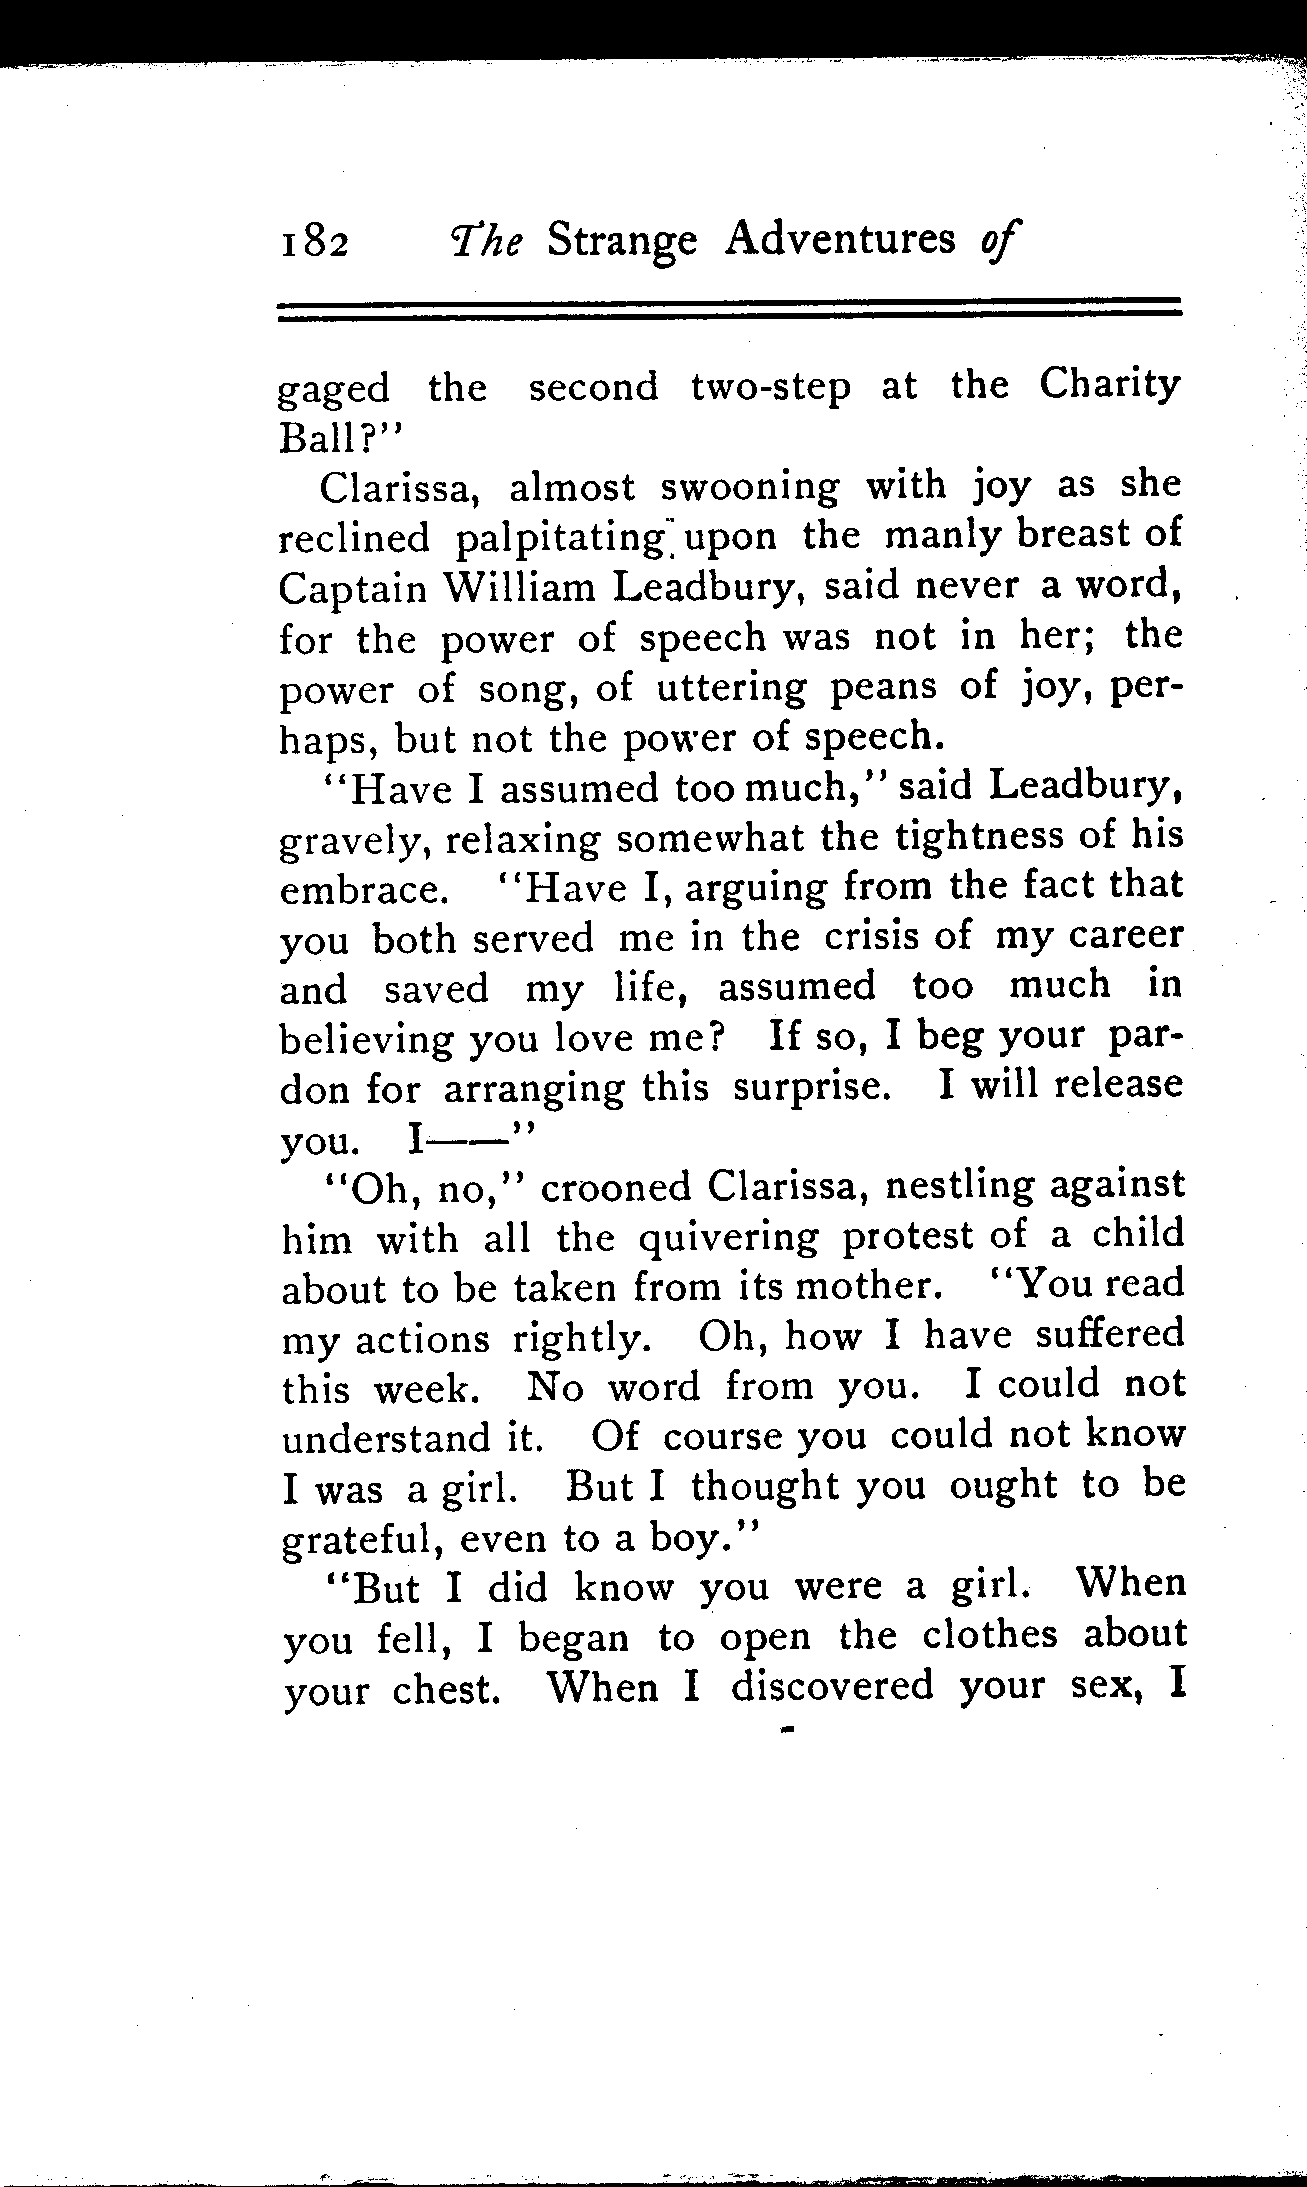 182 The Strange Adventures of
gaged the second two-step at the Charity
Ball?"
Clarissa, almost swooning with joy as she
reclined palpitating upon the manly breast of
Captain William Leadbury, said never a word,
for the power of speech was not in her; the
power of song, of uttering peans of joy, per-
haps, but not the power of speech.
"Have I assumed too much," said Leadbury,
gravely, relaxing somewhat the tightness of his
embrace. "Have I, arguing from the fact that
you both served me in the crisis of my career
and saved my life, assumed too much in
believing you love me? If so, I beg your par-
don for arranging this surprise. I will release
you. I——"
"Oh, no," crooned Clarissa, nestling against
him with all the quivering protest of a child
about to be taken from its mother. "You read
my actions rightly. Oh, how I have suffered
this week. No word from you. I could not
understand it. Of course you could not know
I was a girl. But I thought you ought to be
grateful, even to a boy."
"But I did know you were a girl. When
you fell, I began to open the clothes about
your chest. When I discovered your sex, I